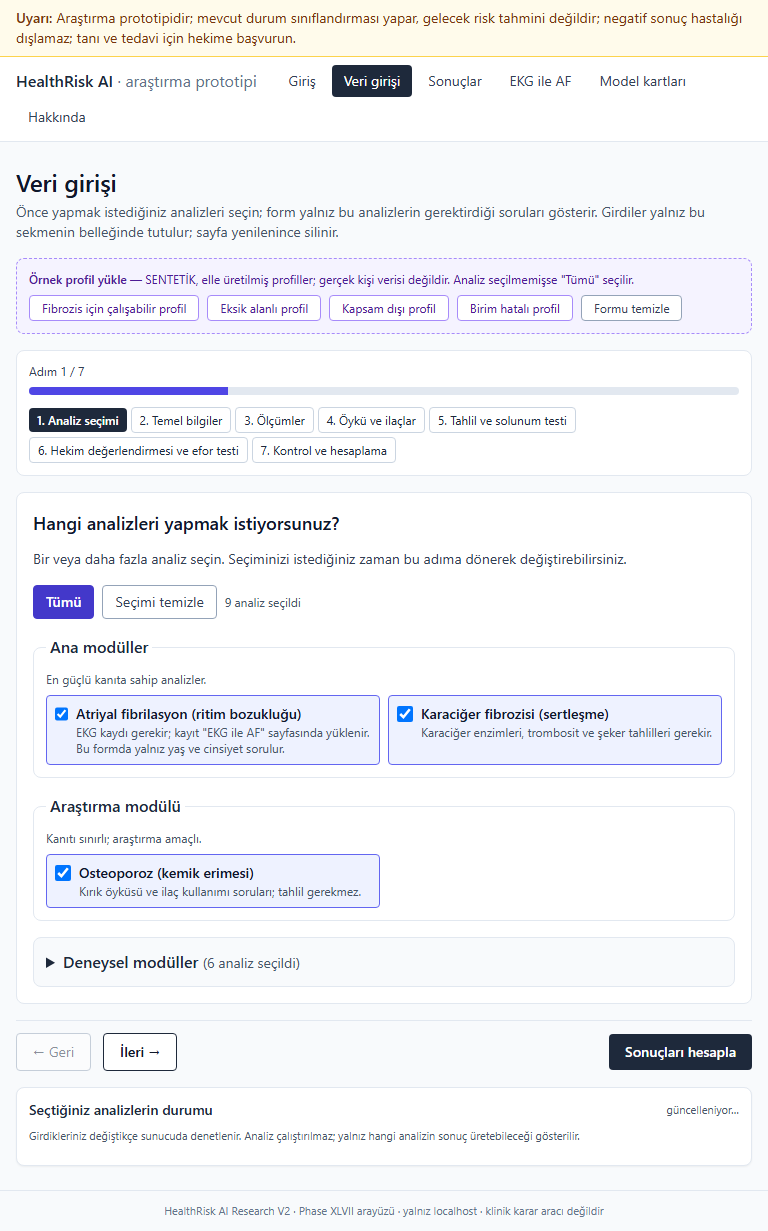 Uyarı: Araştırma prototipidir; mevcut durum sınıflandırması yapar, gelecek risk tahmini değildir; negatif sonuç hastalığı
dışlamaz; tanı ve tedavi için hekime başvurun.
HealthRisk AI · araştırma prototipi Giriş Veri girişi Sonuçlar EKG ile AF Model kartları
Hakkında
Veri girişi
Önce yapmak istediğiniz analizleri seçin; form yalnız bu analizlerin gerektirdiği soruları gösterir. Girdiler yalnız bu
sekmenin belleğinde tutulur; sayfa yenilenince silinir.
Örnek profil yükle — SENTETİK, elle üretilmiş profiller; gerçek kişi verisi değildir. Analiz seçilmemişse "Tümü" seçilir.
Fibrozis için çalışabilir profil Eksik alanlı profil Kapsam dışı profil Birim hatalı profil Formu temizle
Adım 1 / 7
1. Analiz seçimi 2. Temel bilgiler 3. Ölçümler 4. Öykü ve ilaçlar 5. Tahlil ve solunum testi
6. Hekim değerlendirmesi ve efor testi 7. Kontrol ve hesaplama
Hangi analizleri yapmak istiyorsunuz?
Bir veya daha fazla analiz seçin. Seçiminizi istediğiniz zaman bu adıma dönerek değiştirebilirsiniz.
Tümü Seçimi temizle 9 analiz seçildi
Ana modüller
En güçlü kanıta sahip analizler.
Atriyal fibrilasyon (ritim bozukluğu)
EKG kaydı gerekir; kayıt "EKG ile AF" sayfasında yüklenir.
Bu formda yalnız yaş ve cinsiyet sorulur.
Karaciğer fibrozisi (sertleşme)
Karaciğer enzimleri, trombosit ve şeker tahlilleri gerekir.
Araştırma modülü
Kanıtı sınırlı; araştırma amaçlı.
Osteoporoz (kemik erimesi)
Kırık öyküsü ve ilaç kullanımı soruları; tahlil gerekmez.
▶ Deneysel modüller (6 analiz seçildi)
← Geri İleri → Sonuçları hesapla
Seçtiğiniz analizlerin durumu güncelleniyor...
Girdikleriniz değiştikçe sunucuda denetlenir. Analiz çalıştırılmaz; yalnız hangi analizin sonuç üretebileceği gösterilir.
HealthRisk AI Research V2 · Phase XLVII arayüzü · yalnız localhost · klinik karar aracı değildir